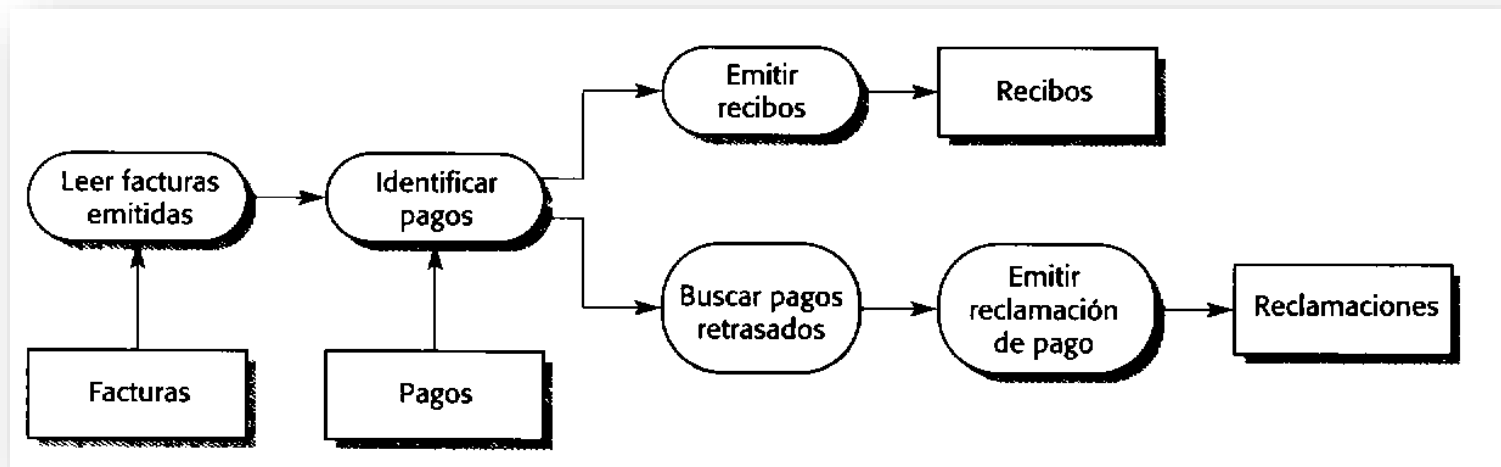 Emitir
recibos
Recibos
Leer facturas
emitidas
Identificar
pagos
Buscar pagos
retrasados
Emitir
reclamación
de pago
Reclamaciones
Facturas
Pagos